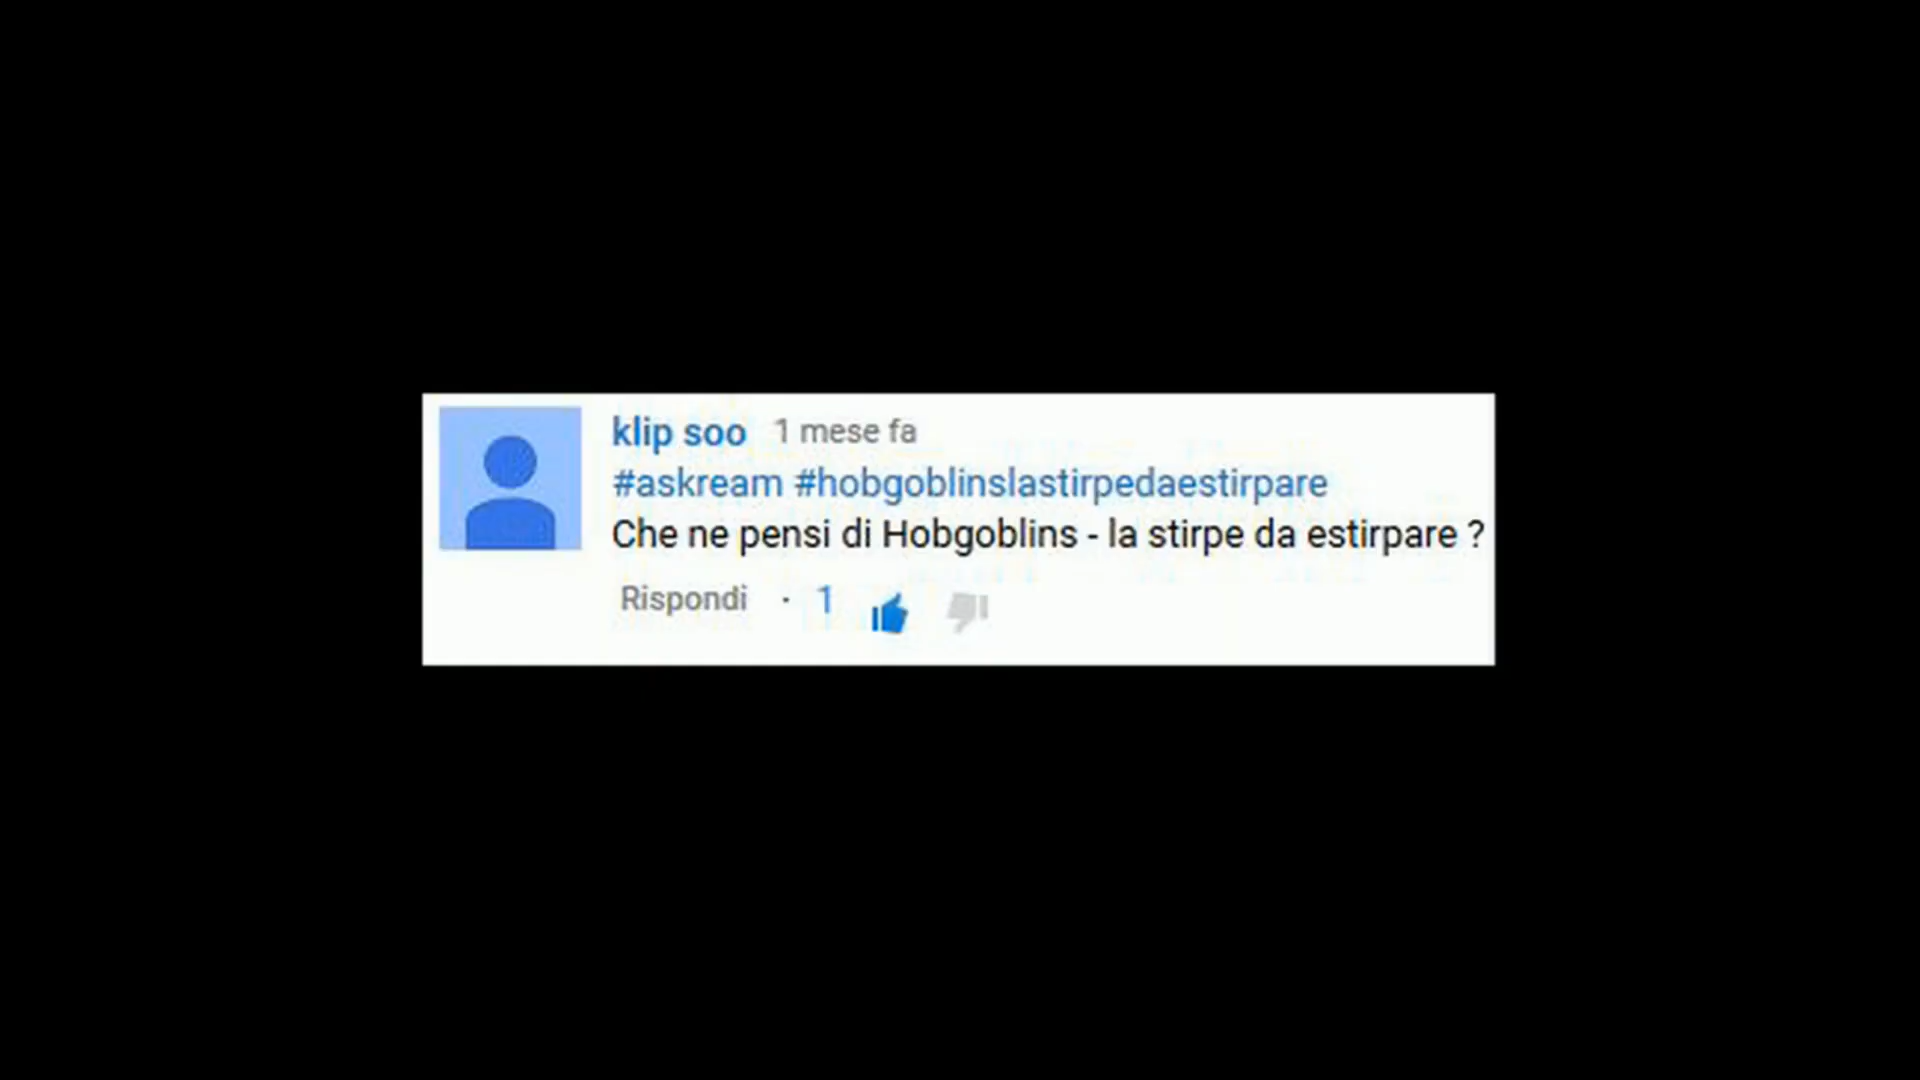 klip soo 1 mese fa
#askream #hobgoblinslastirpedaestirpare
Che ne pensi di Hobgoblins - la stirpe da estirpare ?
Rispondi · 1